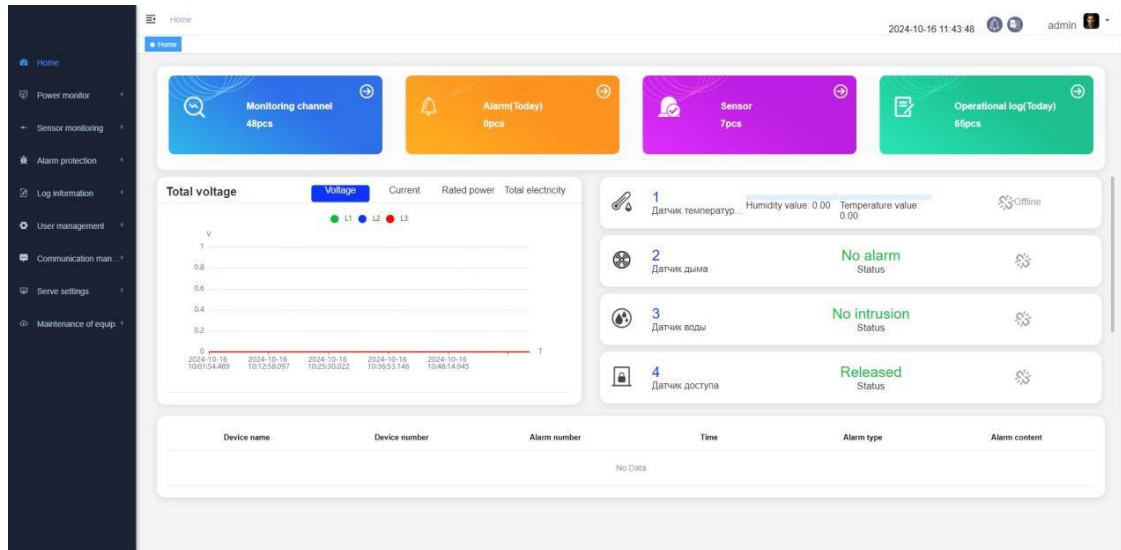 Home
2024-10-16 11:43:48
admin
Home
Home
Power monitor
Sensor monitoring
Alarm protection
Log information
User management
Communication man...
Serve settings
Maintenance of equip.
Monitoring channel
48pcs
Alarm(Today)
0pcs
Sensor
7pcs
Operational log(Today)
65pcs
Total voltage
Voltage Current Rated power Total electricity
L1 L2 L3
V
1
0.8
0.6
0.4
0.2
0
T
2024-10-16 2024-10-16 2024-10-16 2024-10-16 2024-10-16
10:01:54.489 10:12:58.097 10:25:30.022 10:36:53.146 10:48:14.945
1
Датчик температур...
Humidity value: 0.00 Temperature value:
0.00
Offline
2
Датчик дыма
No alarm
Status
3
Датчик воды
No intrusion
Status
4
Датчик доступа
Released
Status
Device name Device number Alarm number Time Alarm type Alarm content
No Data